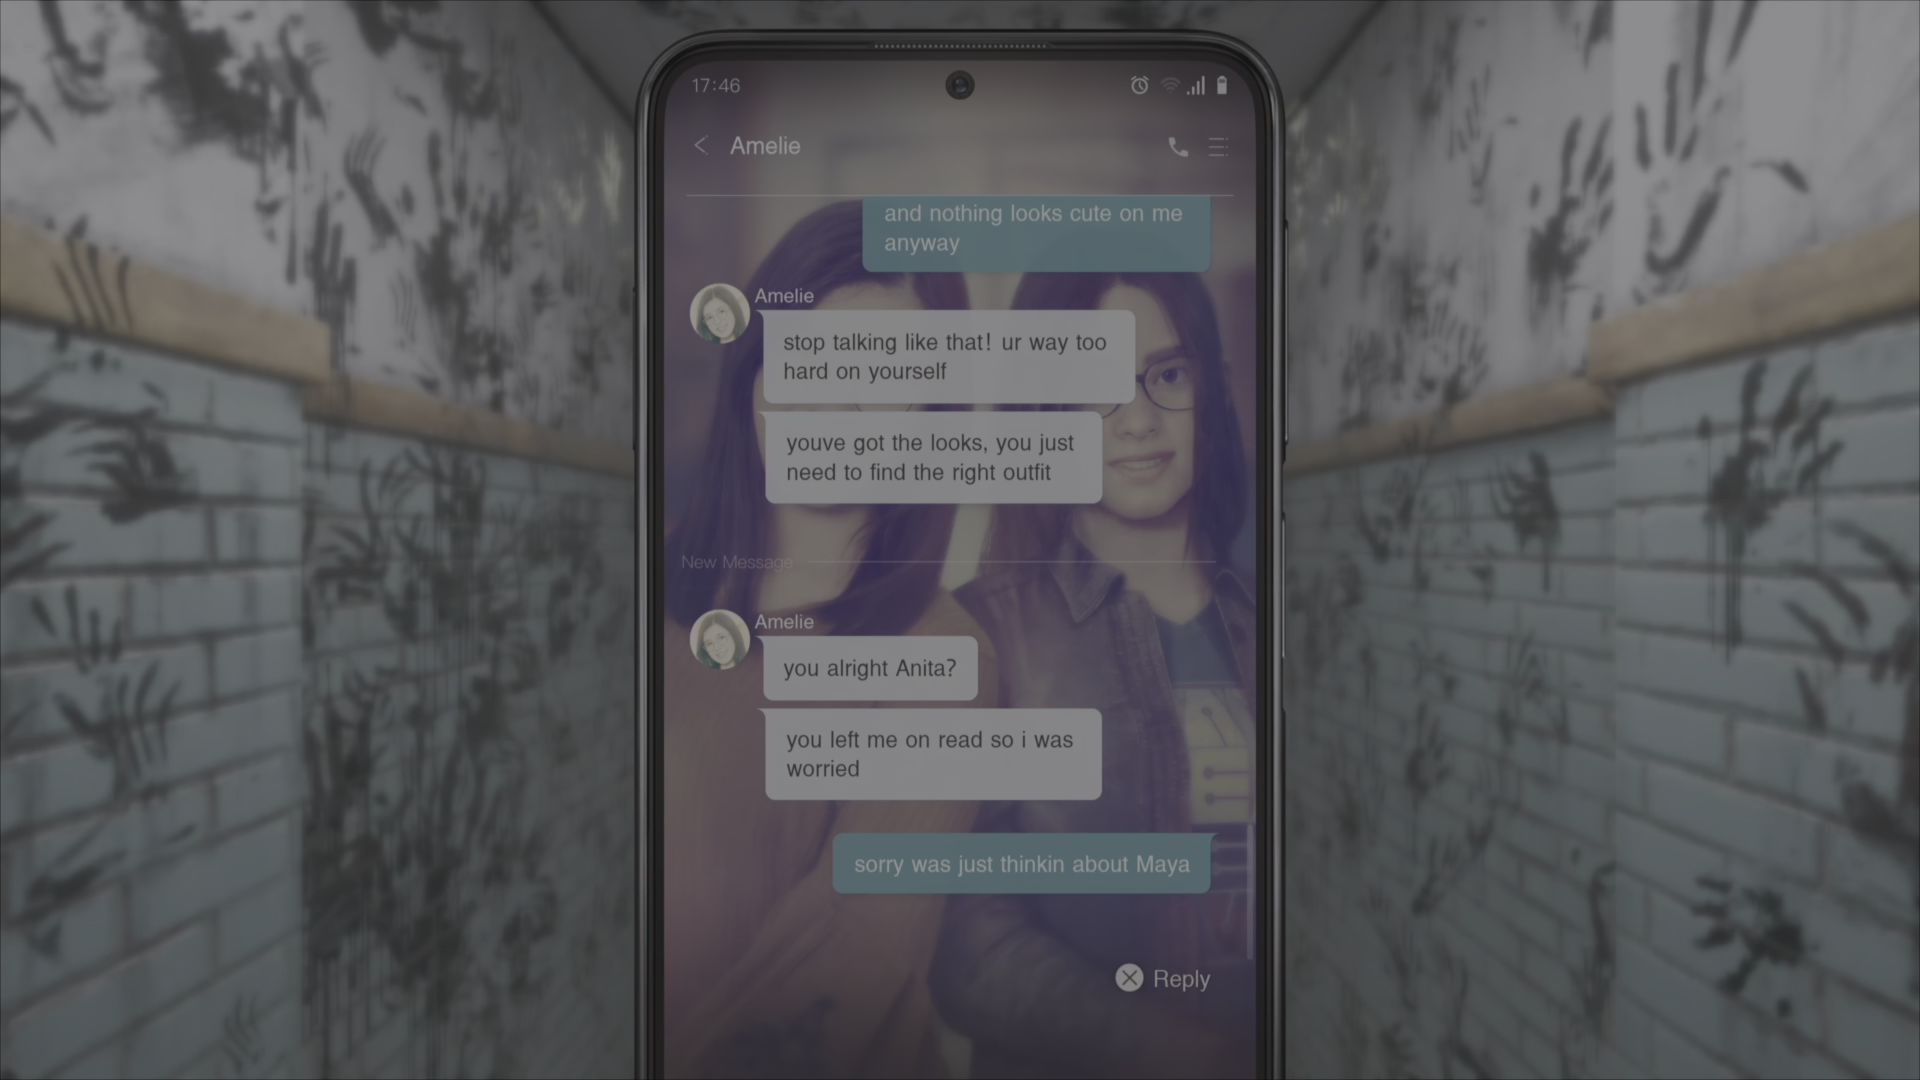 17:46
Amelie
and nothing looks cute on me
anyway
Amelie
stop talking like that! ur way too
hard on yourself
youve got the looks, you just
need to find the right outfit
New Message
Amelie
you alright Anita?
you left me on read so i was
worried
sorry was just thinkin about Maya
Reply